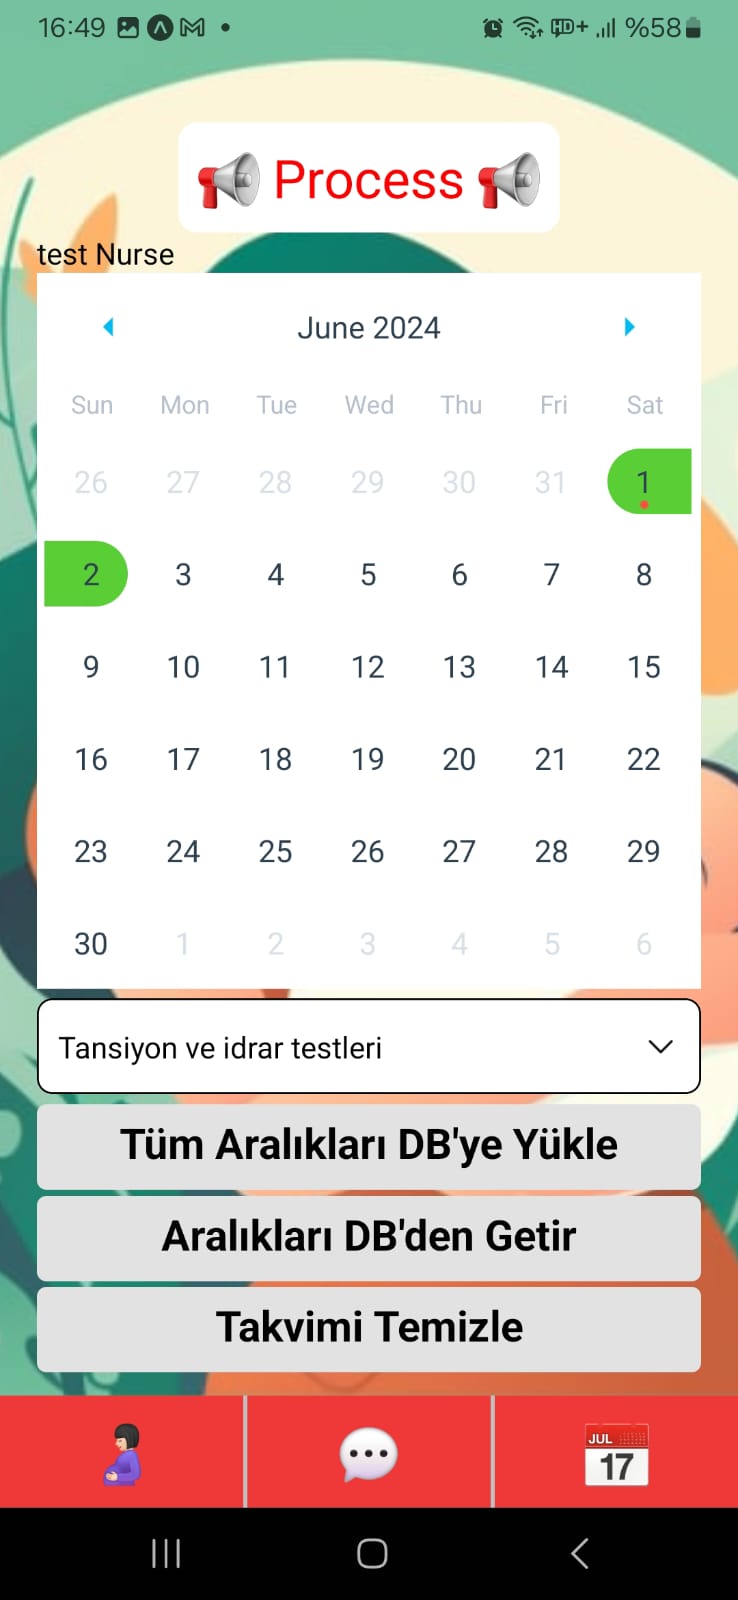 16:49 HD+ %58
Process
test Nurse
June 2024
Sun Mon Tue Wed Thu Fri Sat
26 27 28 29 30 31 1
2 3 4 5 6 7 8
9 10 11 12 13 14 15
16 17 18 19 20 21 22
23 24 25 26 27 28 29
30 1 2 3 4 5 6
Tansiyon ve idrar testleri
Tüm Aralıkları DB'ye Yükle
Aralıkları DB'den Getir
Takvimi Temizle
JUL
17